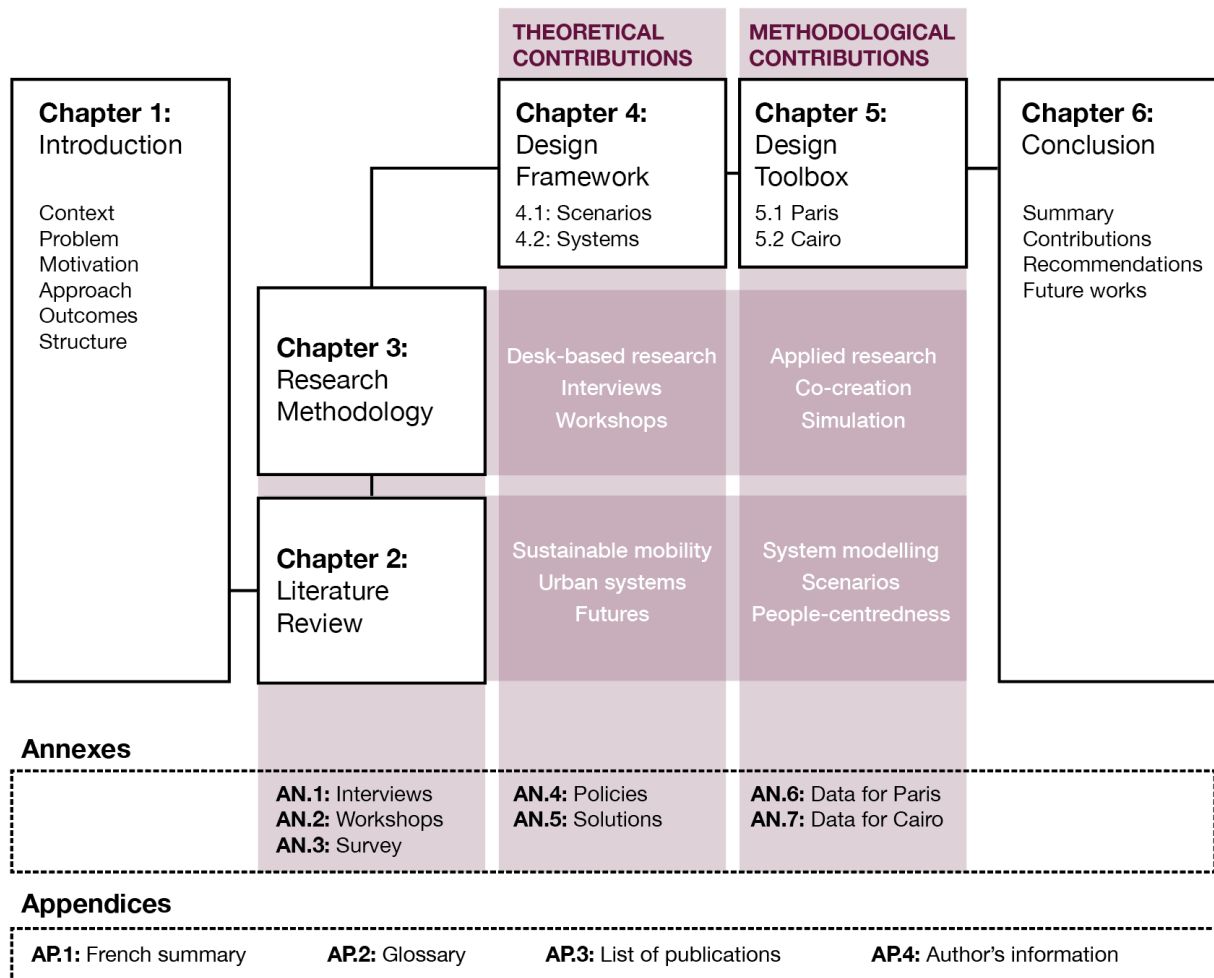 THEORETICAL
CONTRIBUTIONS
METHODOLOGICAL
CONTRIBUTIONS
Chapter 1:
Introduction
Context
Problem
Motivation
Approach
Outcomes
Structure
Chapter 2:
Literature
Review
Chapter 3:
Research
Methodology
Chapter 4:
Design
Framework
4.1: Scenarios
4.2: Systems
Chapter 5:
Design
Toolbox
5.1 Paris
5.2 Cairo
Chapter 6:
Conclusion
Summary
Contributions
Recommendations
Future works
Desk-based research
Interviews
Workshops
Applied research
Co-creation
Simulation
Sustainable mobility
Urban systems
Futures
System modelling
Scenarios
People-centredness
Annexes
AN.1: Interviews
AN.2: Workshops
AN.3: Survey
AN.4: Policies
AN.5: Solutions
AN.6: Data for Paris
AN.7: Data for Cairo
Appendices
AP.1: French summary
AP.2: Glossary
AP.3: List of publications
AP.4: Author's information